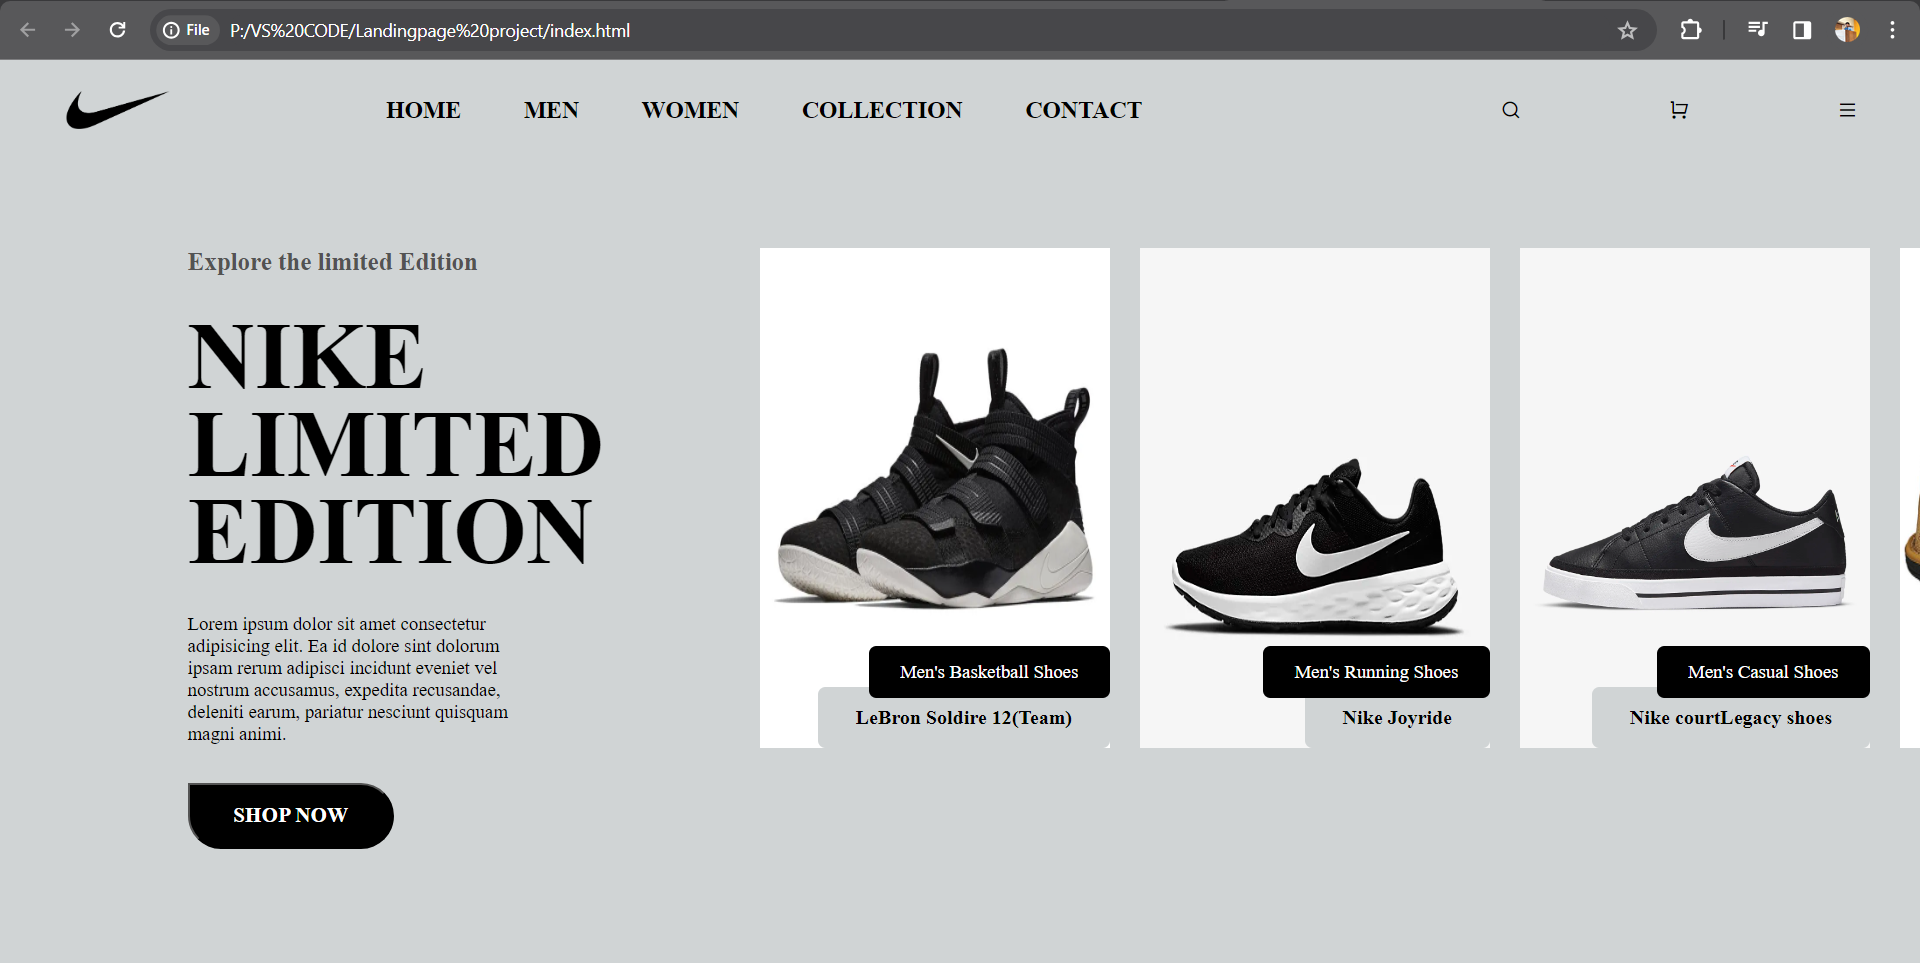 File P:/VS%20CODE/Landingpage%20project/index.html
HOME MEN WOMEN COLLECTION CONTACT
Explore the limited Edition
NIKE
LIMITED
EDITION
Lorem ipsum dolor sit amet consectetur
adipisicing elit. Ea id dolore sint dolorum
ipsam rerum adipisci incidunt eveniet vel
nostrum accusamus, expedita recusandae,
deleniti earum, pariatur nesciunt quisquam
magni animi.
SHOP NOW
Men's Basketball Shoes
LeBron Soldire 12(Team)
Men's Running Shoes
Nike Joyride
Men's Casual Shoes
Nike courtLegacy shoes